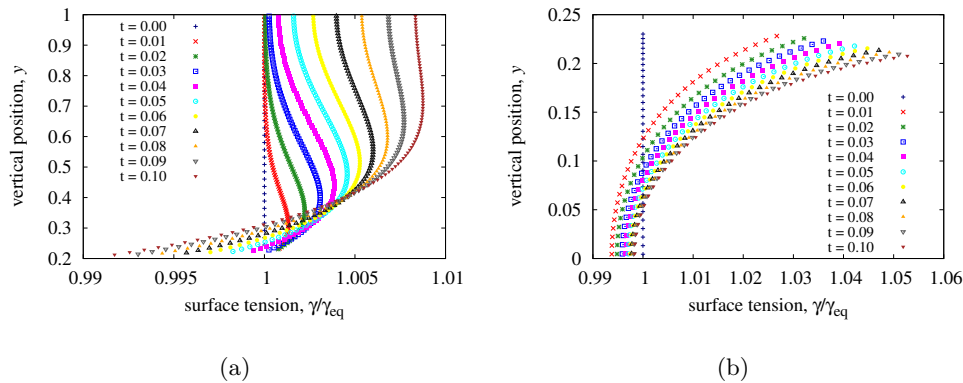 1
0.9
0.8
0.7
0.6
0.5
0.4
0.3
0.2
0.99
0.995
1
1.005
1.01
vertical position, y
surface tension, γ/γeq
t = 0.00
t = 0.01
t = 0.02
t = 0.03
t = 0.04
t = 0.05
t = 0.06
t = 0.07
t = 0.08
t = 0.09
t = 0.10
(a)
0.25
0.2
0.15
0.1
0.05
0
0.99
1
1.01
1.02
1.03
1.04
1.05
1.06
vertical position, y
surface tension, γ/γeq
t = 0.00
t = 0.01
t = 0.02
t = 0.03
t = 0.04
t = 0.05
t = 0.06
t = 0.07
t = 0.08
t = 0.09
t = 0.10
(b)